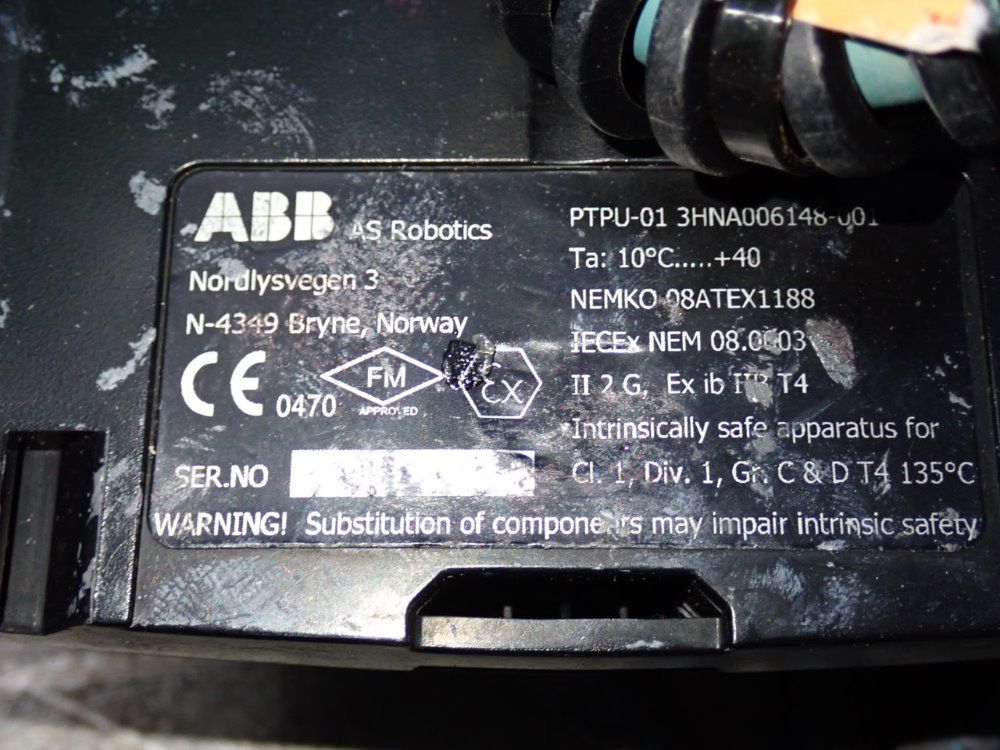 ABB AS Robotics
Nordlysvegen 3
N-4349 Bryne, Norway
CE 0470
FM
APPROVED
εx
SER.NO
PTPU-01 3HNA006148-001
Ta: 10°C.....+40
NEMKO 08ATEX1188
IECEx NEM 08.0003
II 2 G, Ex ib IIB T4
Intrinsically safe apparatus for
Cl. 1, Div. 1, Gr. C & D T4 135°C
WARNING! Substitution of components may impair intrinsic safety